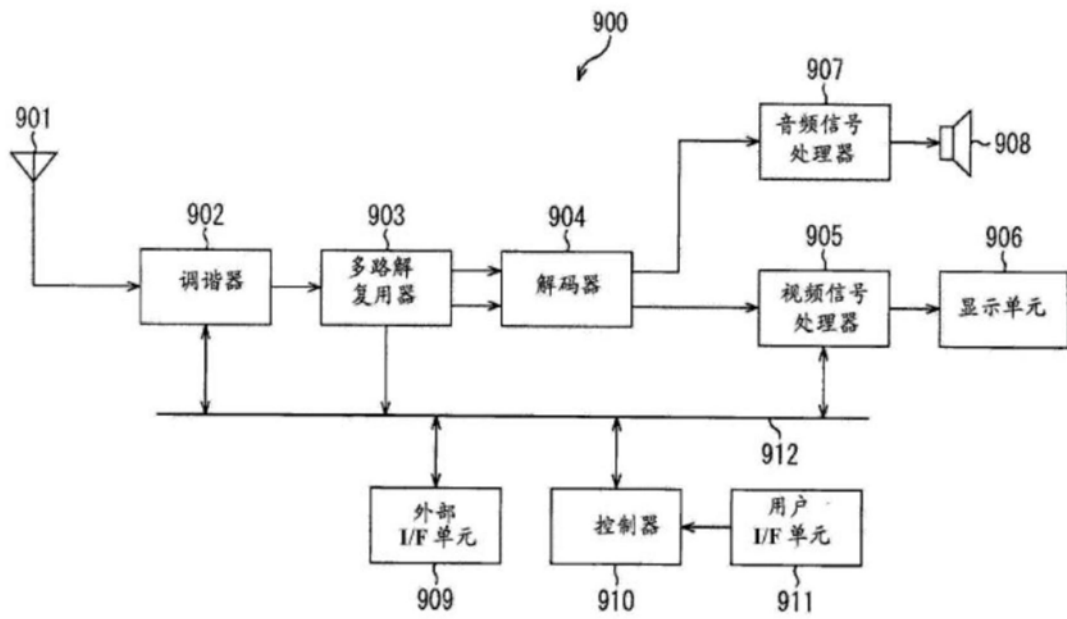 900
907
901
音频信号
处理器
908
902
903
904
905
906
调谐器
多路解
复用器
解码器
视频信号
处理器
显示单元
912
外部
I/F 单元
控制器
用户
I/F 单元
909
910
911